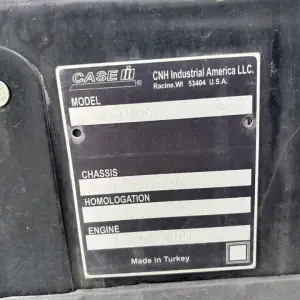 CASE IH
CNH Industrial America LLC.
Racine,WI 53404 U.S.A.
MODEL
CHASSIS
HOMOLOGATION
ENGINE
Made in Turkey